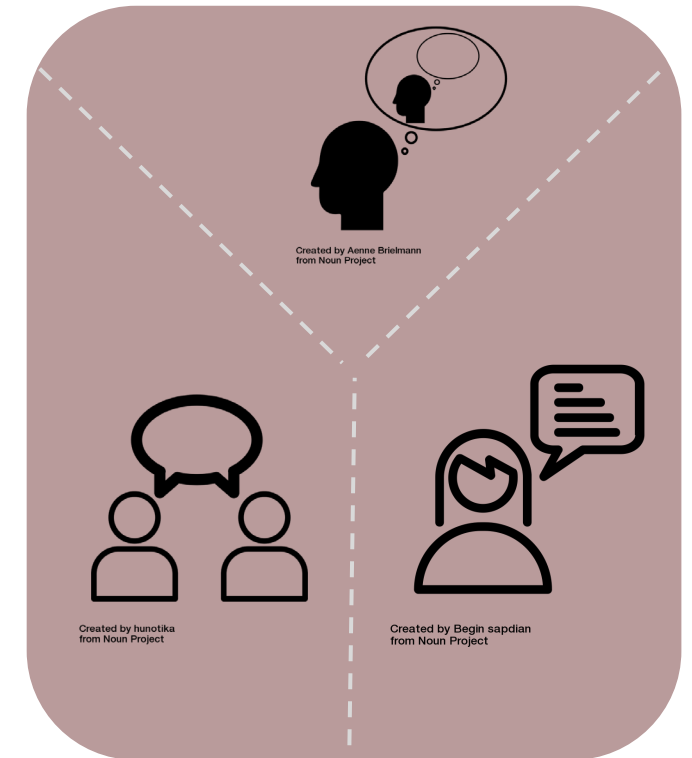 Created by Aenne Brielmann
from Noun Project
Created by hunotika
from Noun Project
Created by Begin sapdian
from Noun Project